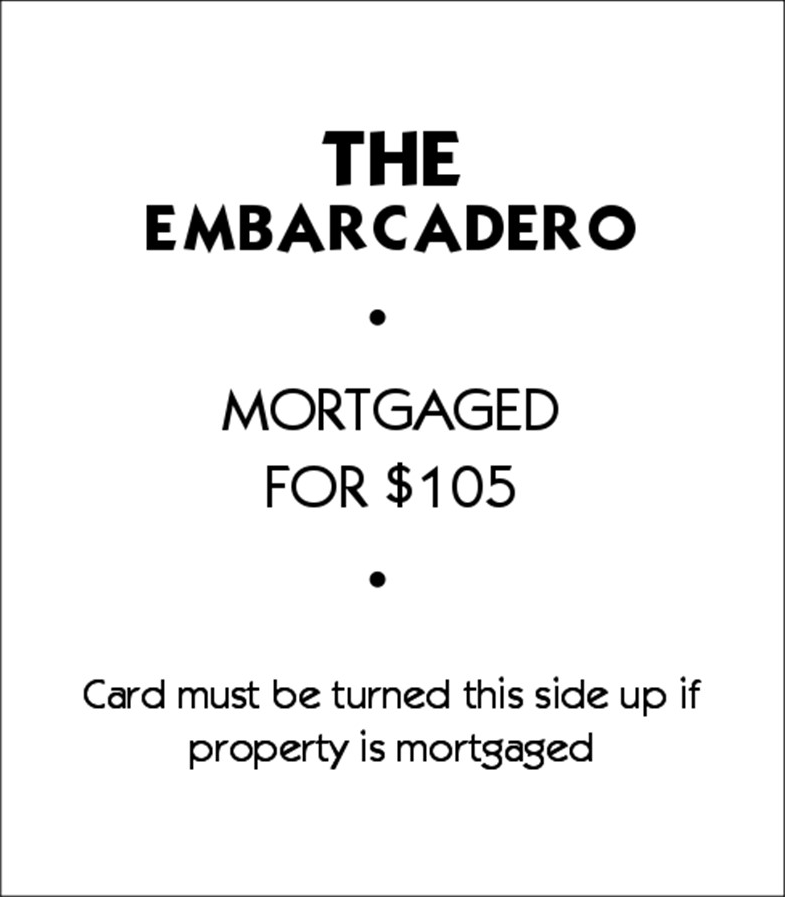 THE
EMBARCADERO
•
MORTGAGED
FOR $105
•
Card must be turned this side up if
property is mortgaged